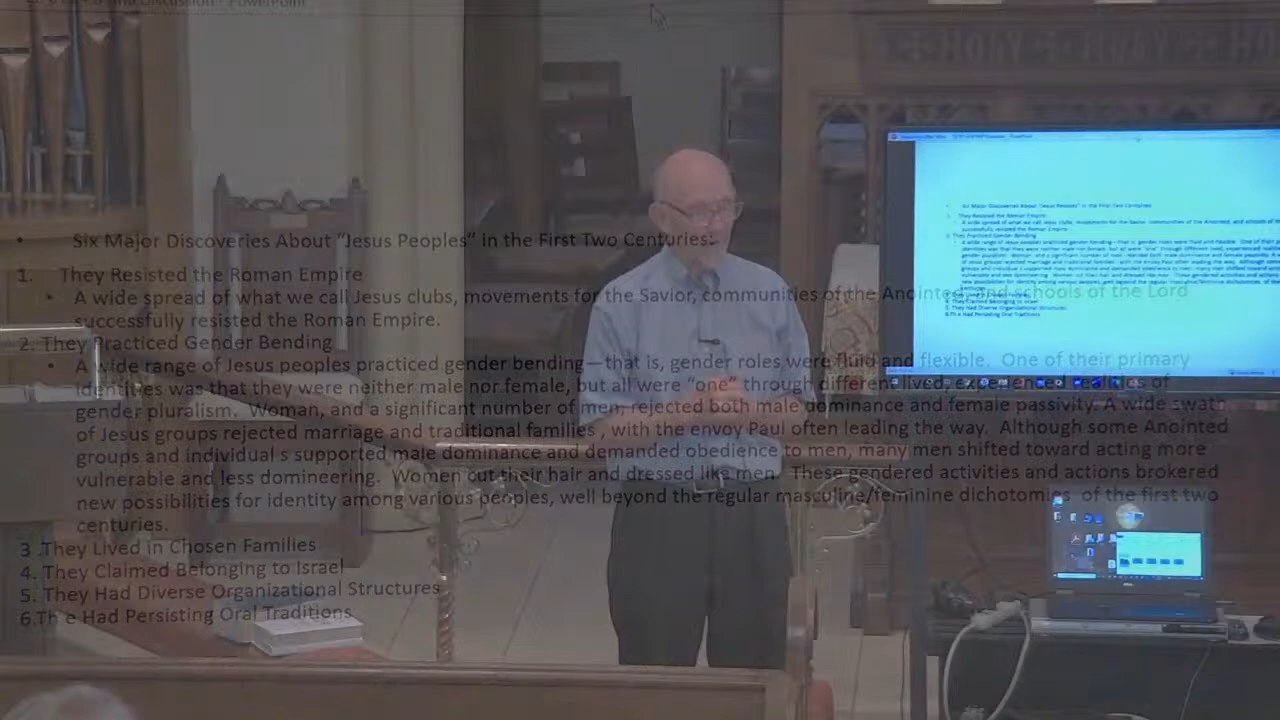 Discussion - PowerPoint
HOLY HOLY HO
• Six Major Discoveries About "Jesus Peoples" in the First Two Centuries:
1. They Resisted the Roman Empire
• A wide spread of what we call Jesus clubs, movements for the Savior, communities of the Anointed, and schools of the Lord
successfully resisted the Roman Empire.
2. They Practiced Gender Bending
• A wide range of Jesus peoples practiced gender bending—that is, gender roles were fluid and flexible. One of their primary
identities was that they were neither male nor female, but all were "one" through different lived, experienced realities of
gender pluralism. Woman, and a significant number of men, rejected both male dominance and female passivity. A wide swath
of Jesus groups rejected marriage and traditional families , with the envoy Paul often leading the way. Although some Anointed
groups and individual s supported male dominance and demanded obedience to men, many men shifted toward acting more
vulnerable and less domineering. Women cut their hair and dressed like men. These gendered activities and actions brokered
new possibilities for identity among various peoples, well beyond the regular masculine/feminine dichotomies of the first two
centuries.
3 .They Lived in Chosen Families
4. They Claimed Belonging to Israel
5. They Had Diverse Organizational Structures
6.Th e Had Persisting Oral Traditions